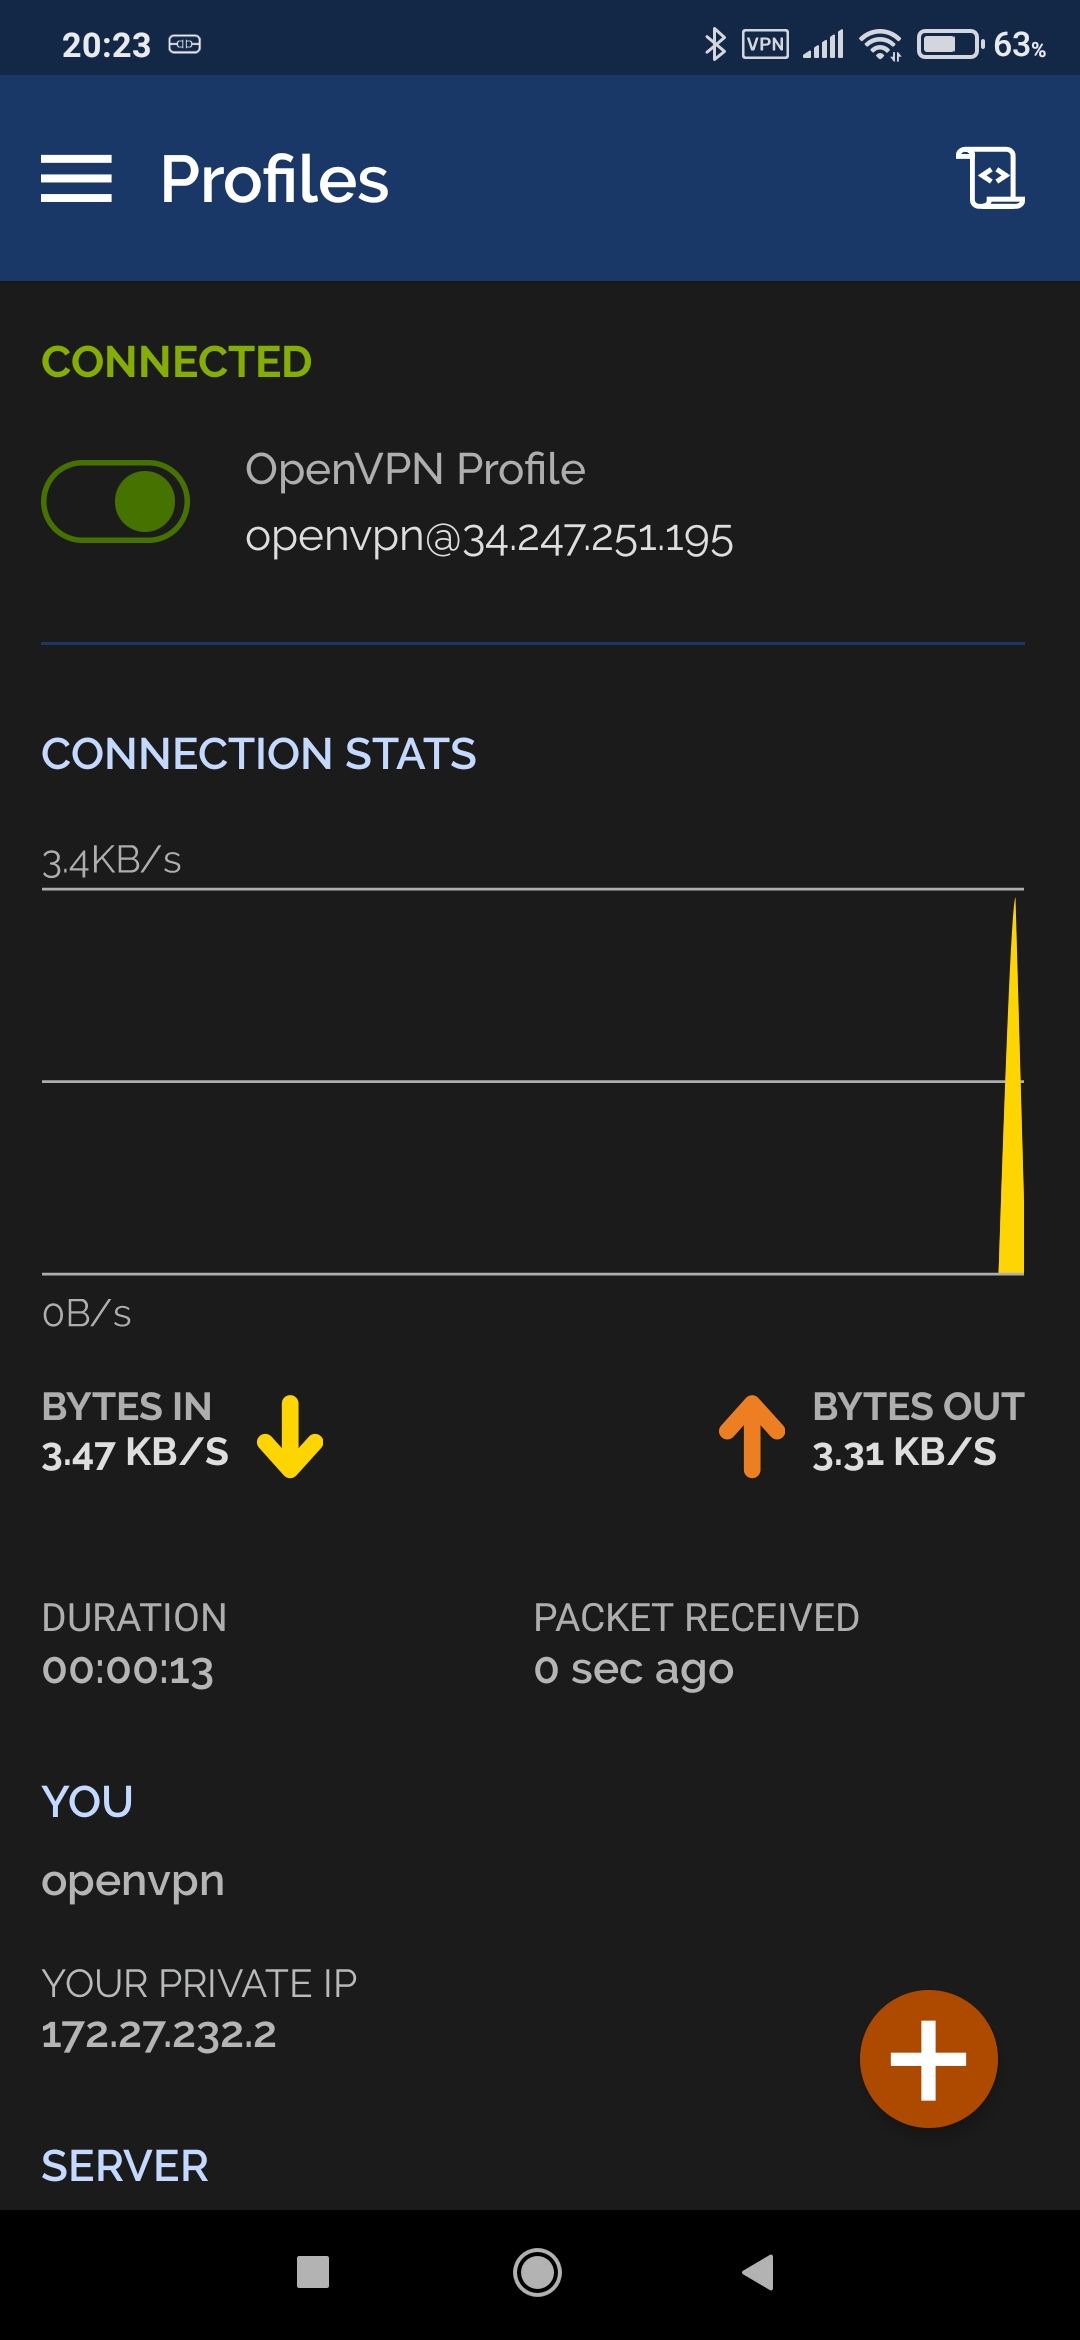 20:23 VPN 63%
Profiles
CONNECTED
OpenVPN Profile
openvpn@34.247.251.195
CONNECTION STATS
3.4KB/s
0B/s
BYTES IN
3.47 KB/S
BYTES OUT
3.31 KB/S
DURATION
00:00:13
PACKET RECEIVED
0 sec ago
YOU
openvpn
YOUR PRIVATE IP
172.27.232.2
SERVER